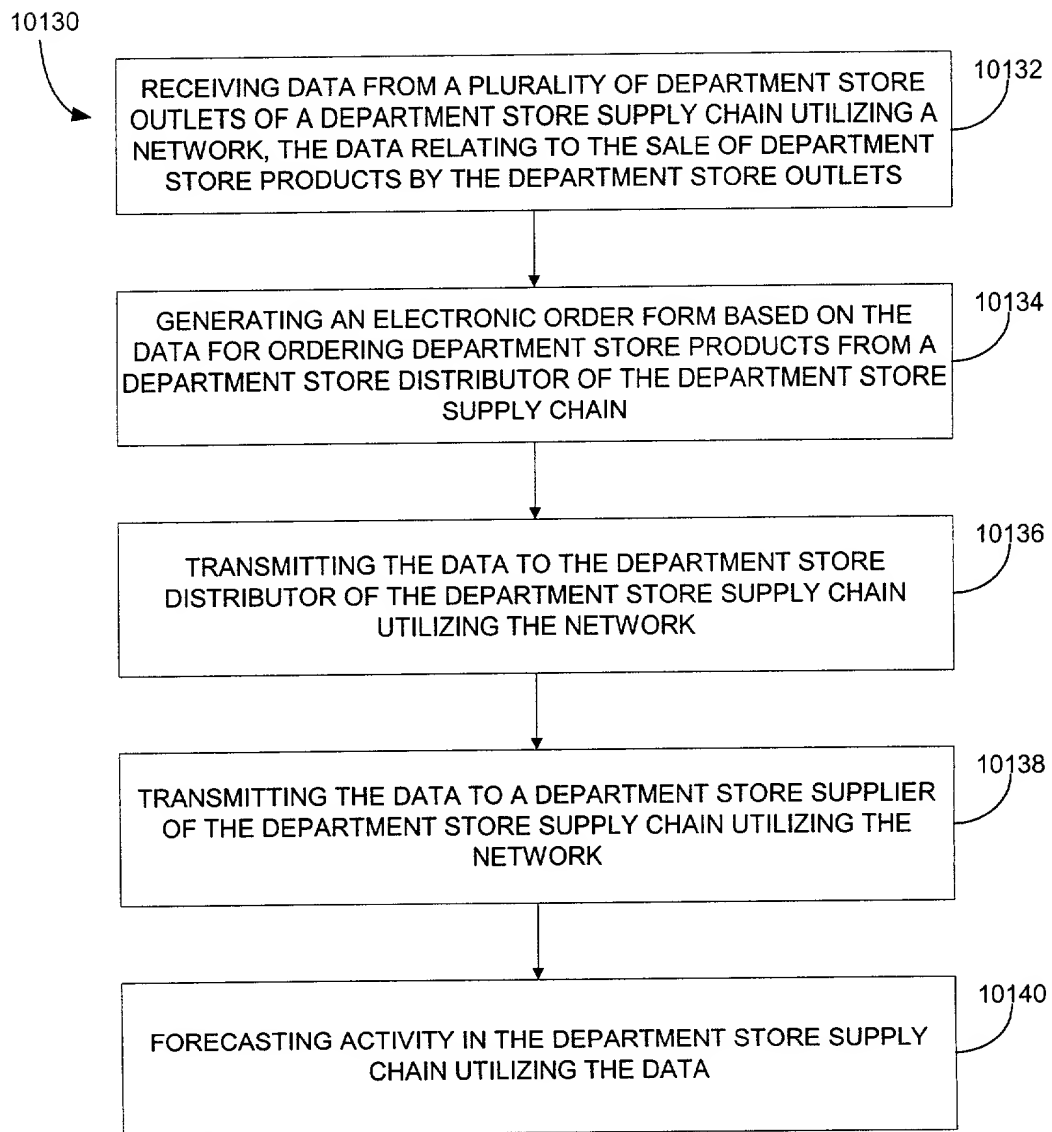 10130
10132
RECEIVING DATA FROM A PLURALITY OF DEPARTMENT STORE
OUTLETS OF A DEPARTMENT STORE SUPPLY CHAIN UTILIZING A
NETWORK, THE DATA RELATING TO THE SALE OF DEPARTMENT
STORE PRODUCTS BY THE DEPARTMENT STORE OUTLETS
10134
GENERATING AN ELECTRONIC ORDER FORM BASED ON THE
DATA FOR ORDERING DEPARTMENT STORE PRODUCTS FROM A
DEPARTMENT STORE DISTRIBUTOR OF THE DEPARTMENT STORE
SUPPLY CHAIN
10136
TRANSMITTING THE DATA TO THE DEPARTMENT STORE
DISTRIBUTOR OF THE DEPARTMENT STORE SUPPLY CHAIN
UTILIZING THE NETWORK
10138
TRANSMITTING THE DATA TO A DEPARTMENT STORE SUPPLIER
OF THE DEPARTMENT STORE SUPPLY CHAIN UTILIZING THE
NETWORK
10140
FORECASTING ACTIVITY IN THE DEPARTMENT STORE SUPPLY
CHAIN UTILIZING THE DATA